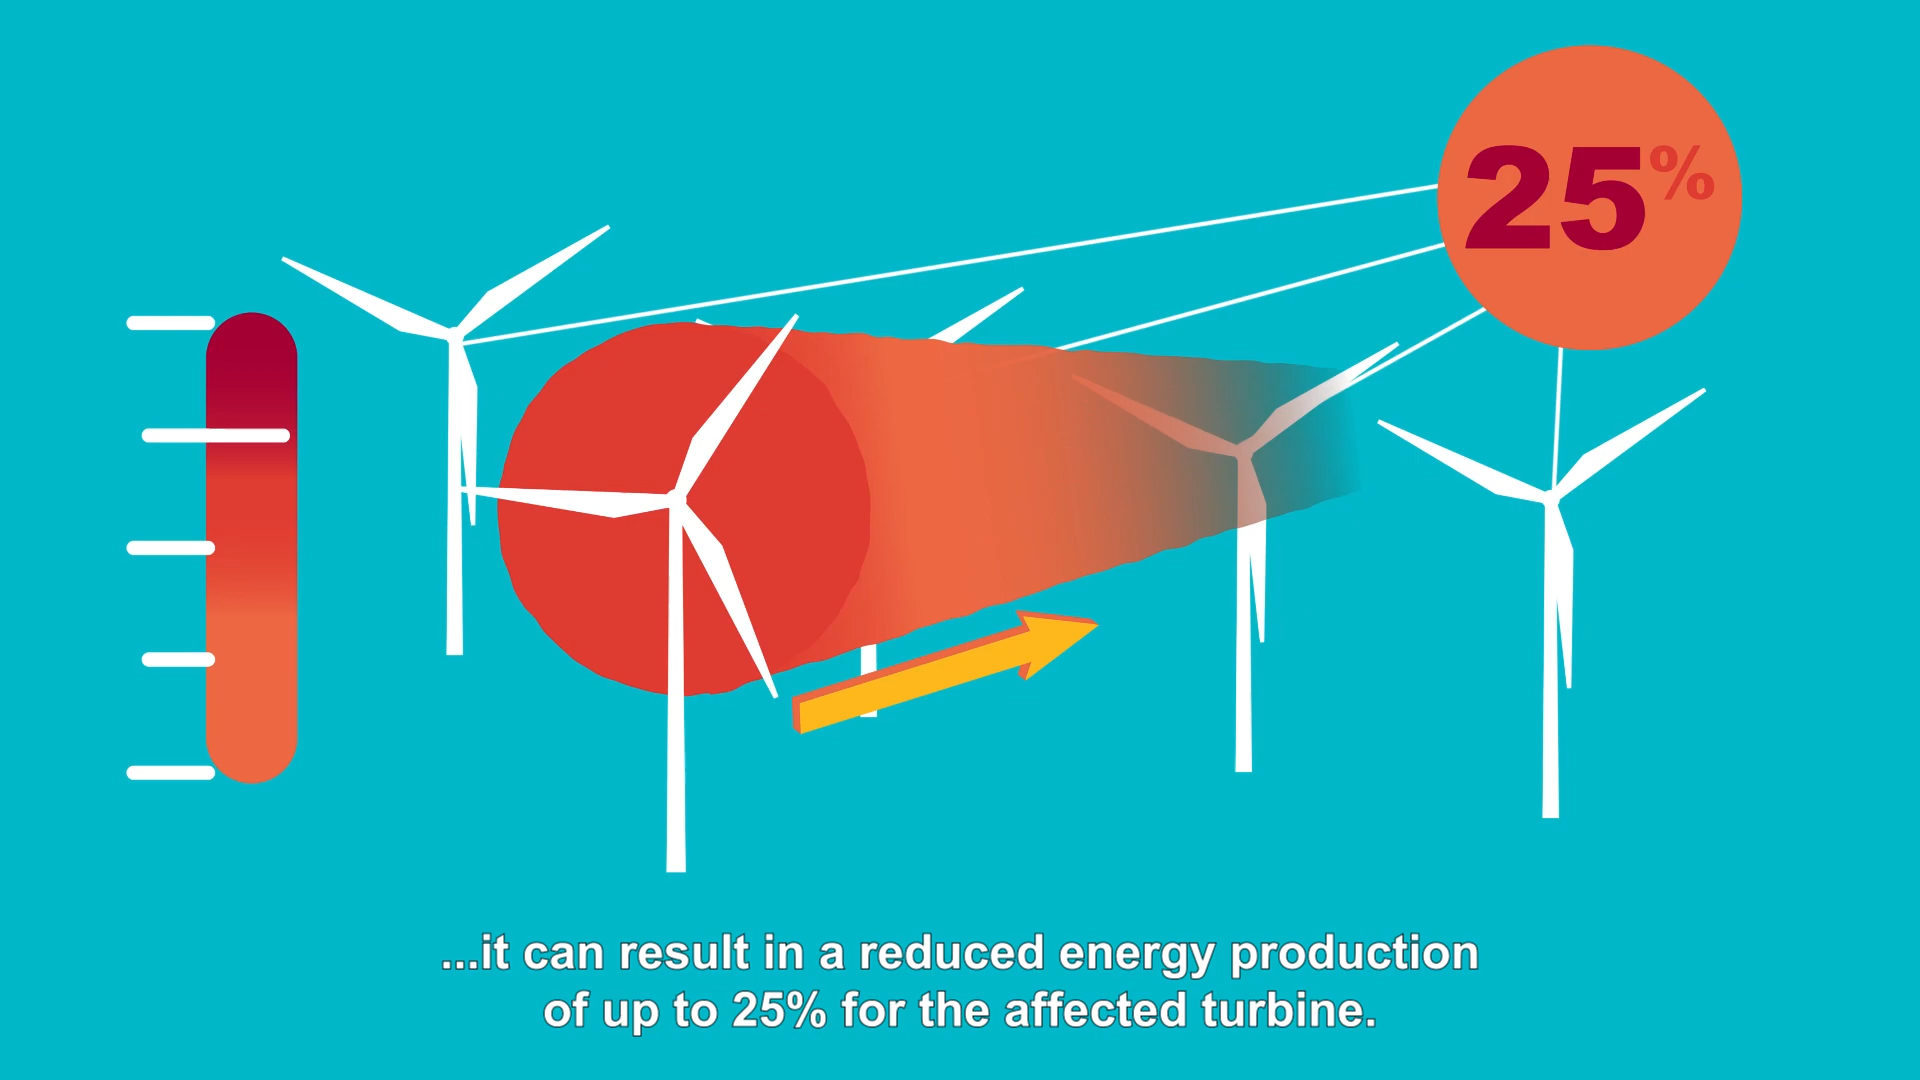 25%
...it can result in a reduced energy production
of up to 25% for the affected turbine.